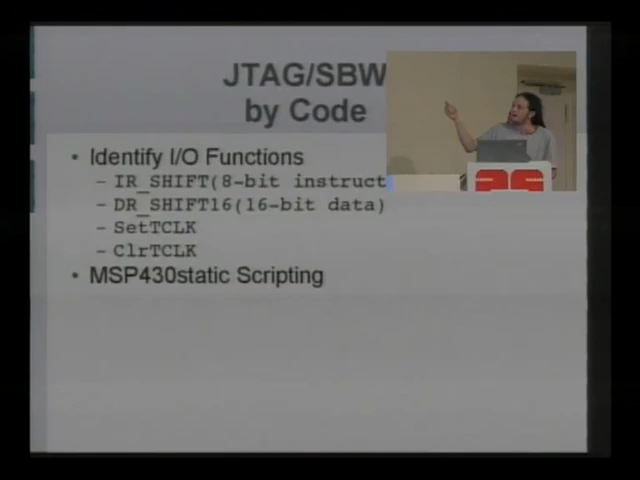 JTAG/SBW
by Code
• Identify I/O Functions
– IR_SHIFT(8-bit instruct
– DR_SHIFT16(16-bit data)
– SetTCLK
– ClrTCLK
• MSP430static Scripting